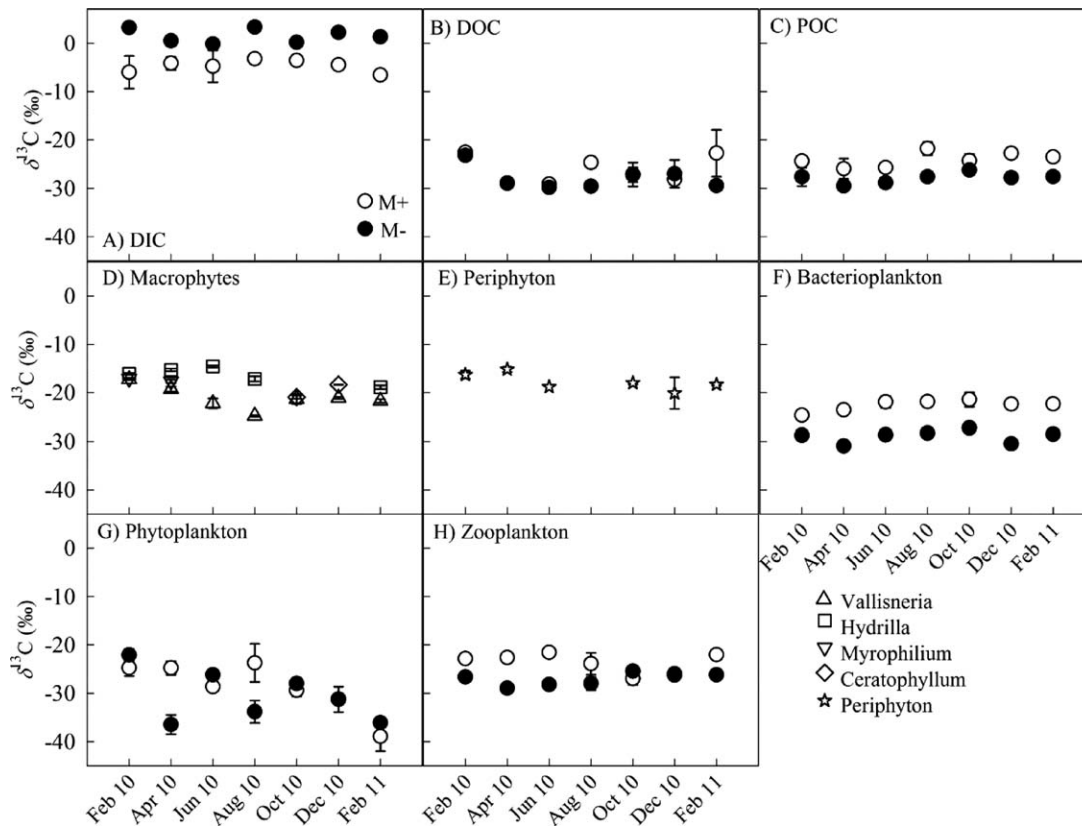 A) DIC
B) DOC
C) POC
M+
M-
δ¹³C (‰)
0
-10
-20
-30
-40
D) Macrophytes
E) Periphyton
F) Bacterioplankton
δ¹³C (‰)
0
-10
-20
-30
-40
G) Phytoplankton
H) Zooplankton
δ¹³C (‰)
0
-10
-20
-30
-40
Feb 10
Apr 10
Jun 10
Aug 10
Oct 10
Dec 10
Feb 11
Vallisneria
Hydrilla
Myrophilium
Ceratophyllum
Periphyton
Feb 10
Apr 10
Jun 10
Aug 10
Oct 10
Dec 10
Feb 11
Feb 10
Apr 10
Jun 10
Aug 10
Oct 10
Dec 10
Feb 11